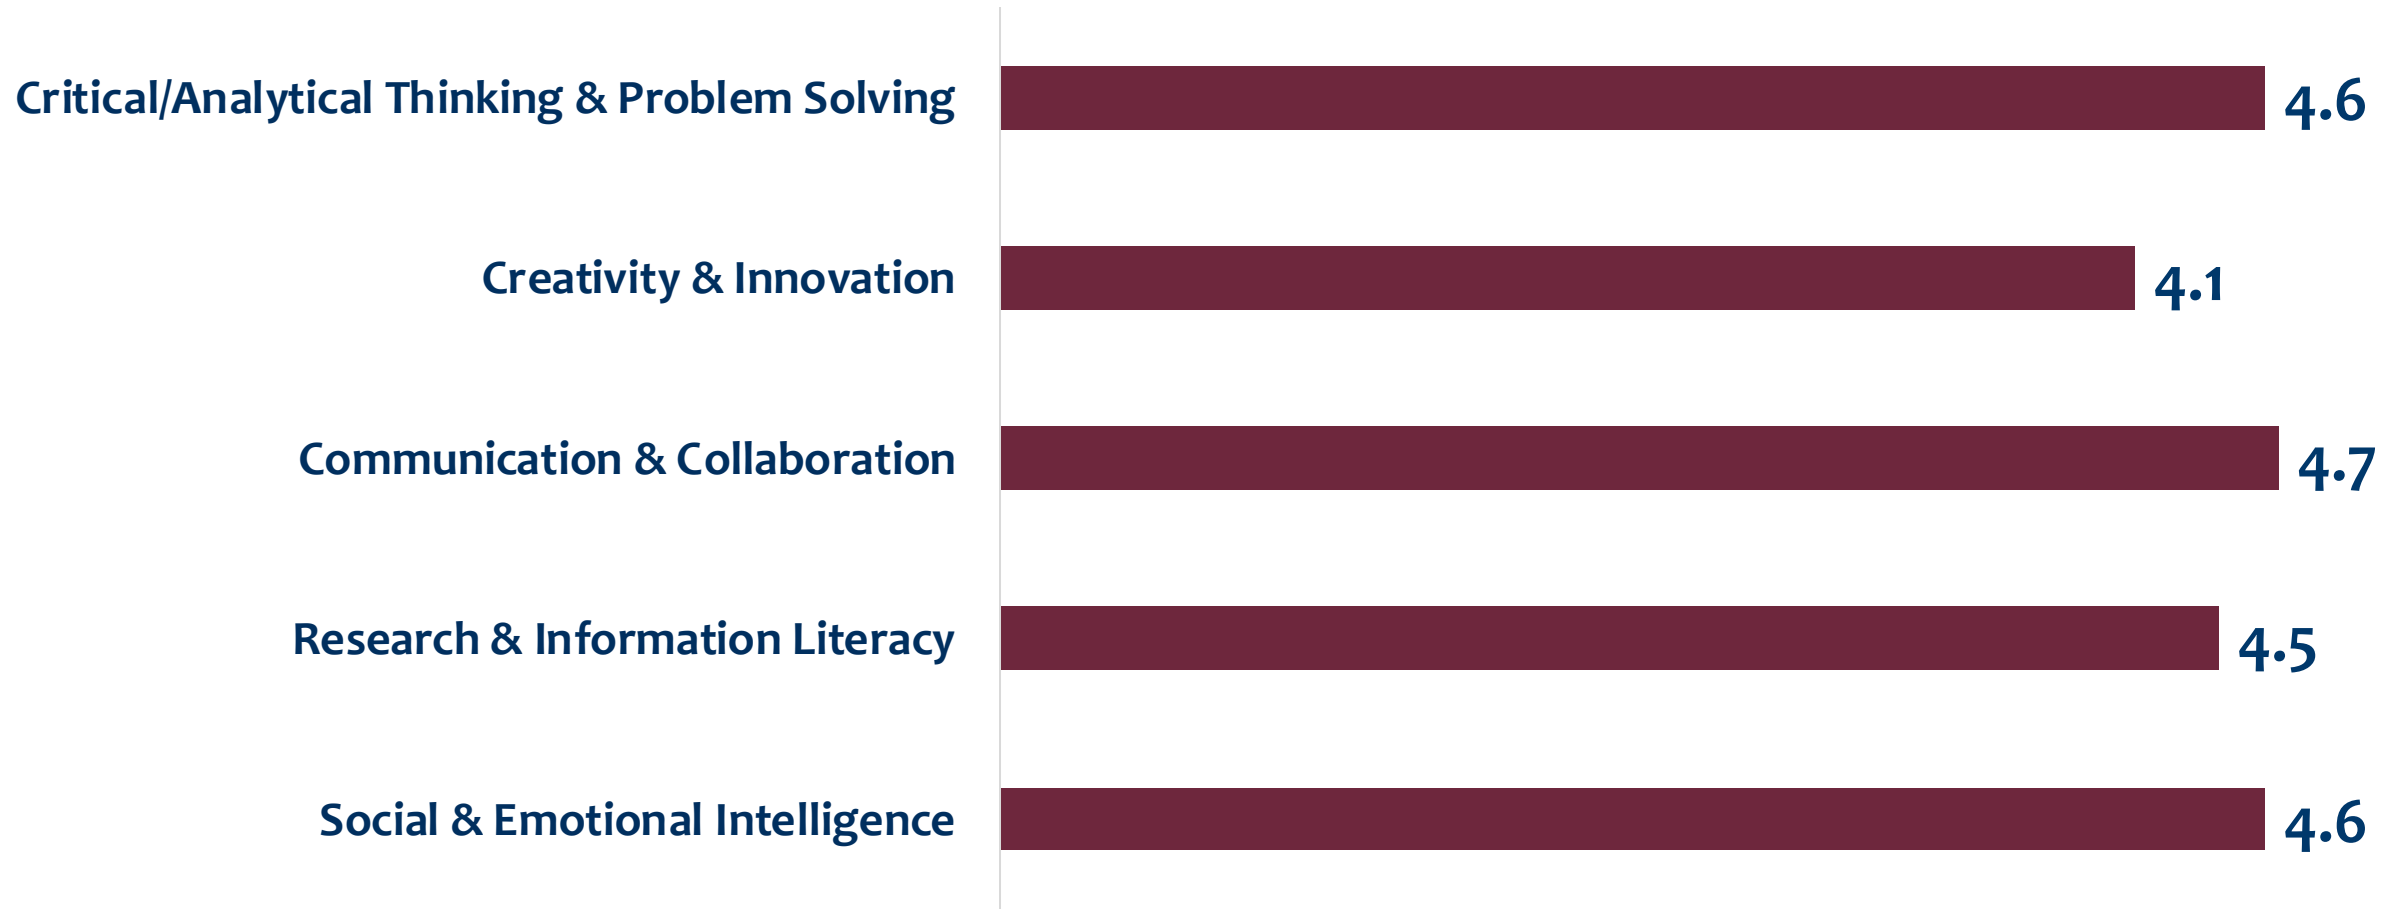 Critical/Analytical Thinking & Problem Solving 4.6
Creativity & Innovation 4.1
Communication & Collaboration 4.7
Research & Information Literacy 4.5
Social & Emotional Intelligence 4.6